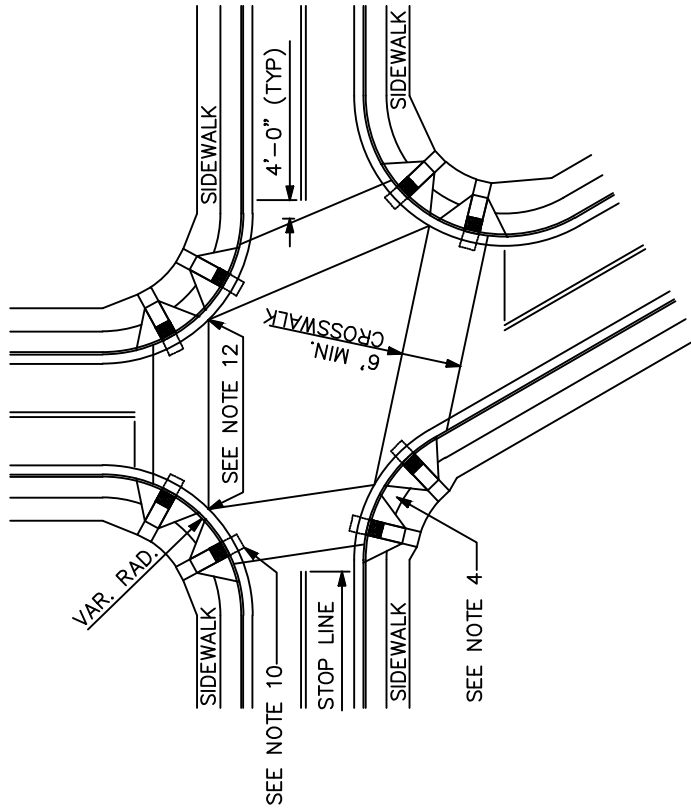 SIDEWALK
4'-0" (TYP)
SIDEWALK
SEE NOTE 12
6' MIN.
CROSSWALK
VAR. RAD.
SIDEWALK
SEE NOTE 10
STOP LINE
SIDEWALK
SEE NOTE 4